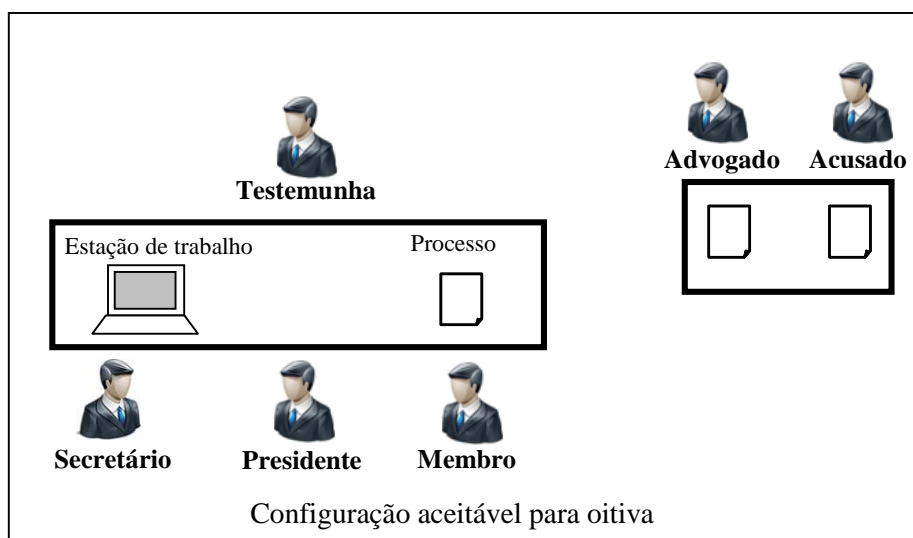 Advogado
Acusado
Testemunha
Estação de trabalho
Processo
Secretário
Presidente
Membro
Configuração aceitável para oitiva